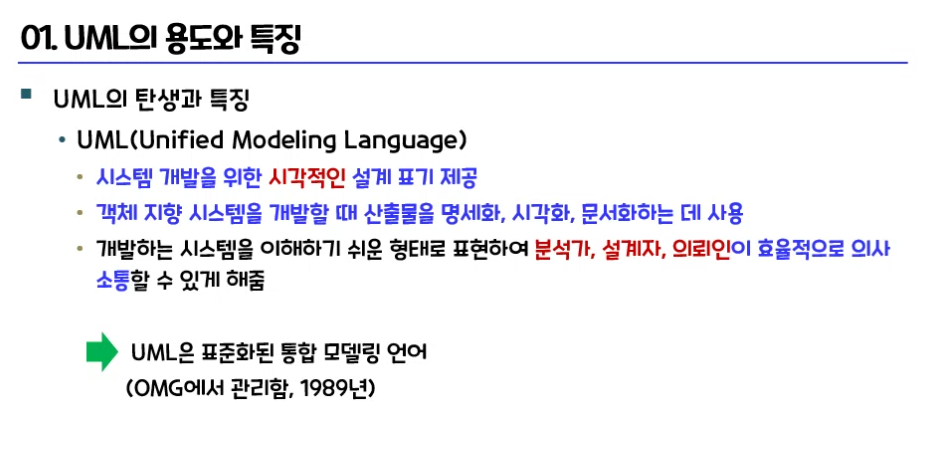 01. UML의 용도와 특징
UML의 탄생과 특징
UML(Unified Modeling Language)
시스템 개발을 위한 시각적인 설계 표기 제공
객체 지향 시스템을 개발할 때 산출물을 명세화, 시각화, 문서화하는 데 사용
개발하는 시스템을 이해하기 쉬운 형태로 표현하여 분석가, 설계자, 의뢰인이 효율적으로 의사
소통할 수 있게 해줌
UML은 표준화된 통합 모델링 언어
(OMG에서 관리함, 1989년)